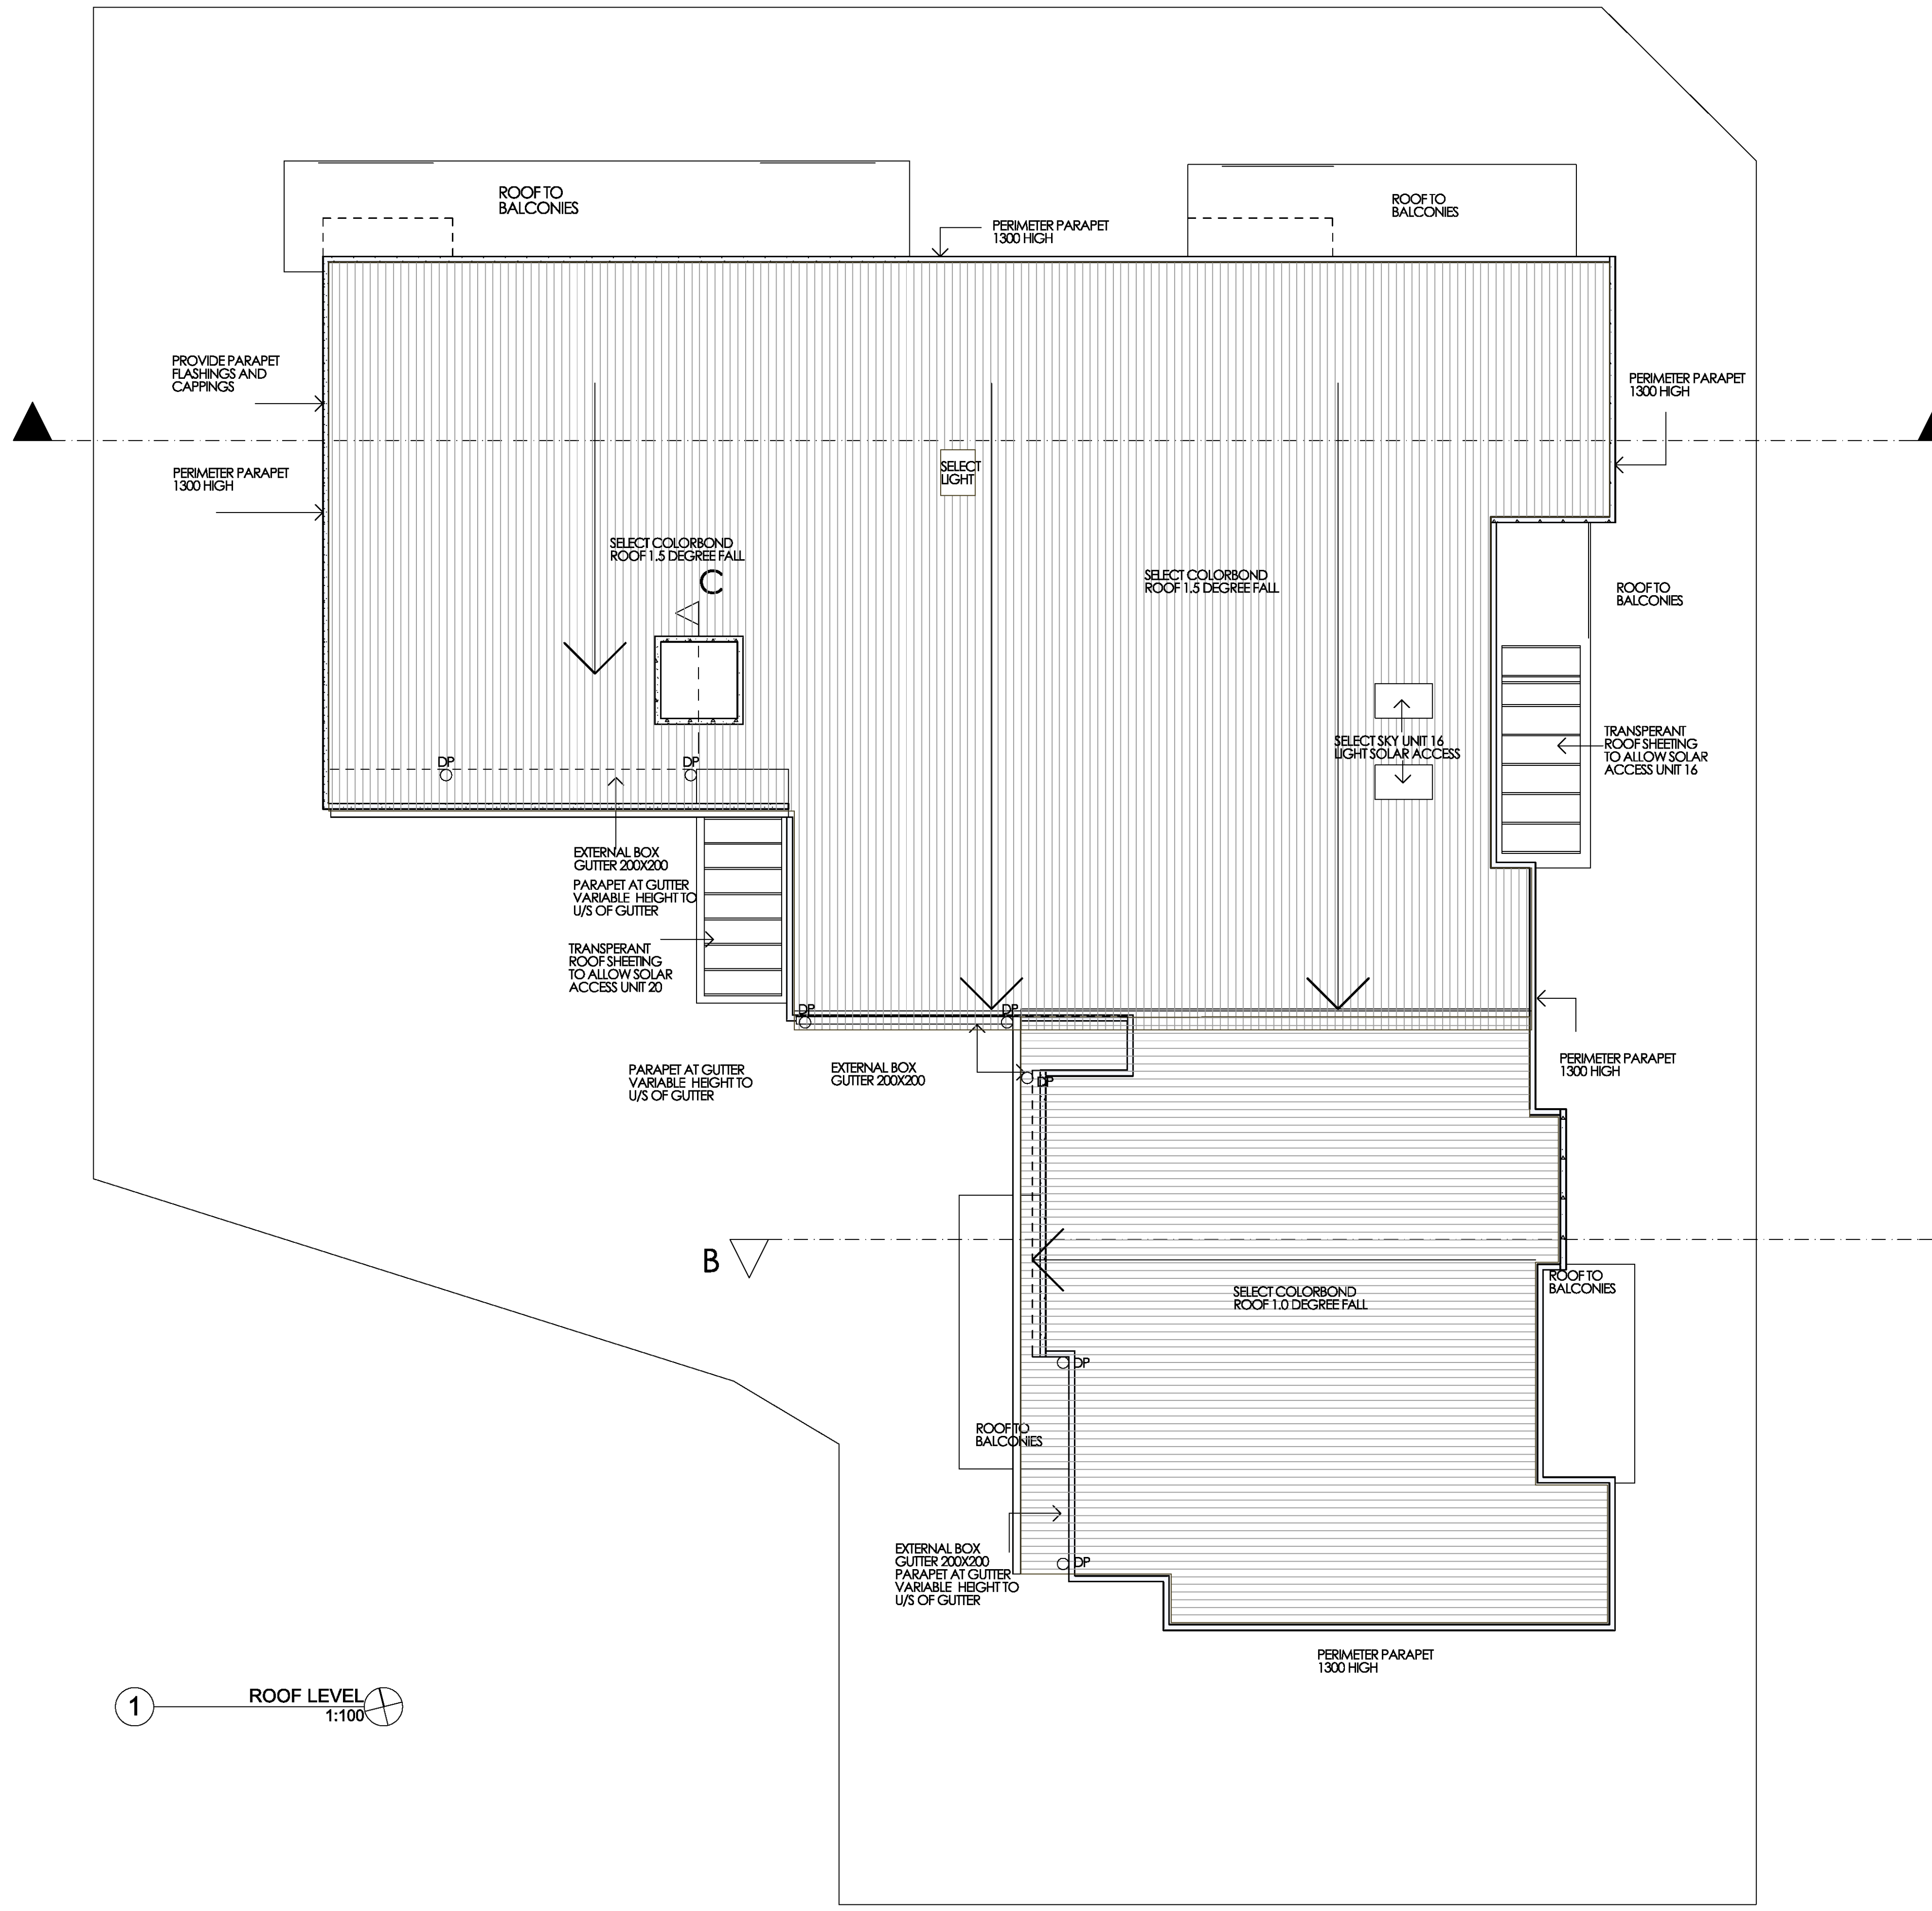 ROOF TO
BALCONIES
ROOF TO
BALCONIES
PERIMETER PARAPET
1300 HIGH
PROVIDE PARAPET
FLASHINGS AND
CAPPINGS
PERIMETER PARAPET
1300 HIGH
PERIMETER PARAPET
1300 HIGH
SELECT
LIGHT
SELECT COLORBOND
ROOF 1.5 DEGREE FALL
C
SELECT COLORBOND
ROOF 1.5 DEGREE FALL
ROOF TO
BALCONIES
SELECT SKY UNIT 16
LIGHT SOLAR ACCESS
TRANSPERANT
ROOF SHEETING
TO ALLOW SOLAR
ACCESS UNIT 16
DP
DP
EXTERNAL BOX
GUTTER 200X200
PARAPET AT GUTTER
VARIABLE HEIGHT TO
U/S OF GUTTER
TRANSPERANT
ROOF SHEETING
TO ALLOW SOLAR
ACCESS UNIT 20
DP
DP
PARAPET AT GUTTER
VARIABLE HEIGHT TO
U/S OF GUTTER
EXTERNAL BOX
GUTTER 200X200
DP
PERIMETER PARAPET
1300 HIGH
B
SELECT COLORBOND
ROOF 1.0 DEGREE FALL
ROOF TO
BALCONIES
DP
ROOF TO
BALCONIES
EXTERNAL BOX
GUTTER 200X200
PARAPET AT GUTTER
VARIABLE HEIGHT TO
U/S OF GUTTER
DP
PERIMETER PARAPET
1300 HIGH
1
ROOF LEVEL
1:100